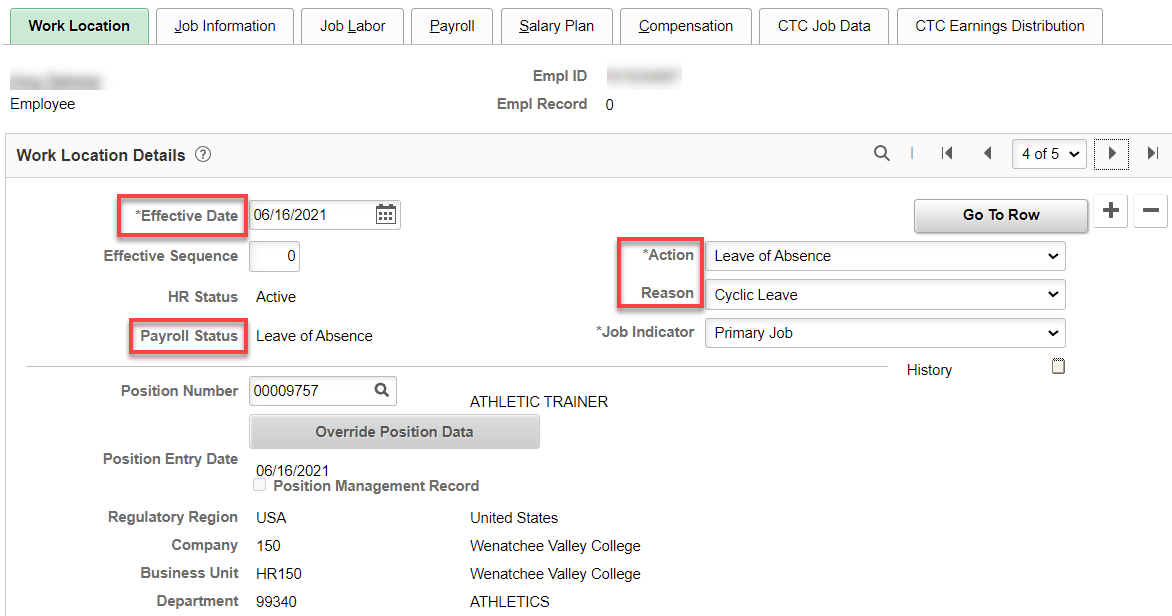 Work Location Job Information Job Labor Payroll Salary Plan Compensation CTC Job Data CTC Earnings Distribution
Empl ID
Employee Empl Record 0
Work Location Details 4 of 5
*Effective Date 06/16/2021 Go To Row
Effective Sequence 0 *Action Leave of Absence
HR Status Active Reason Cyclic Leave
Payroll Status Leave of Absence *Job Indicator Primary Job
History
Position Number 00009757 ATHLETIC TRAINER
Override Position Data
Position Entry Date 06/16/2021
Position Management Record
Regulatory Region USA United States
Company 150 Wenatchee Valley College
Business Unit HR150 Wenatchee Valley College
Department 99340 ATHLETICS